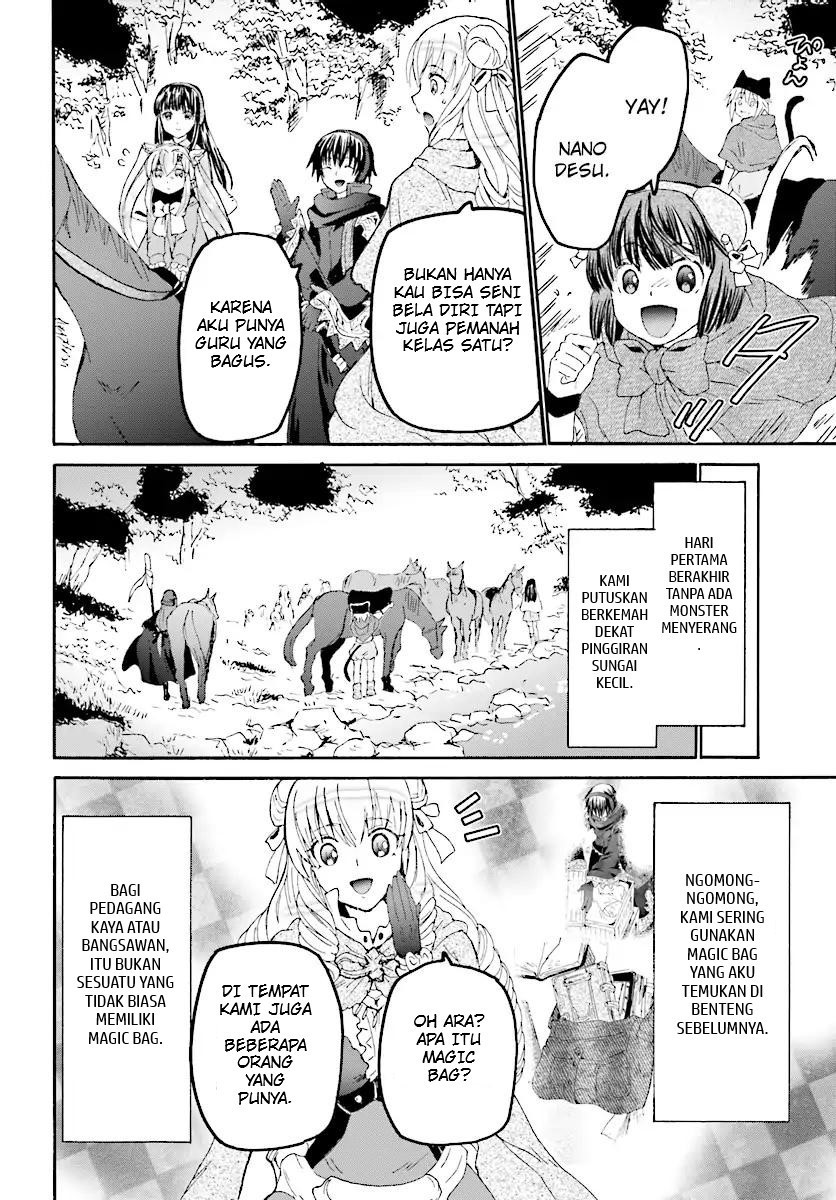 ぴょん
YAY!
NANO
DESU.
BUKAN HANYA
KAU BISA SENI
BELA DIRI TAPI
JUGA PEMANAH
KELAS SATU?
KARENA
AKU PUNYA
GURU YANG
BAGUS.
HARI
PERTAMA
BERAKHIR
TANPA ADA
MONSTER
MENYERANG
.
KAMI
PUTUSKAN
BERKEMAH
DEKAT
PINGGIRAN
SUNGAI
KECIL.
NGOMONG-
NGOMONG,
KAMI SERING
GUNAKAN
MAGIC BAG
YANG AKU
TEMUKAN DI
BENTENG
SEBELUMNYA.
OH ARA?
APA ITU
MAGIC
BAG?
DI TEMPAT
KAMI JUGA
ADA
BEBERAPA
ORANG
YANG
PUNYA.
BAGI
PEDAGANG
KAYA ATAU
BANGSAWAN,
ITU BUKAN
SESUATU YANG
TIDAK BIASA
MEMILIKI
MAGIC BAG.